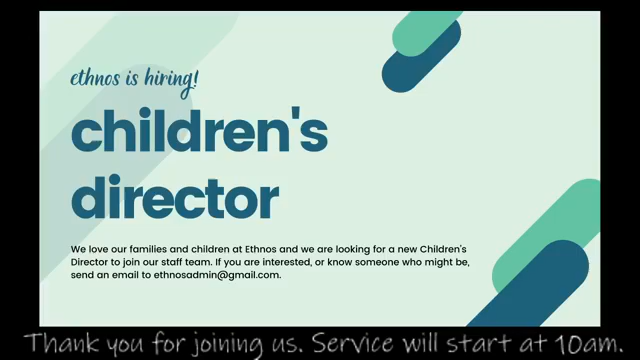 ethnos is hiring!
children's
director
We love our families and children at Ethnos and we are looking for a new Children's
Director to join our staff team. If you are interested, or know someone who might be,
send an email to ethnosadmin@gmail.com.
Thank you for joining us. Service will start at 10am.